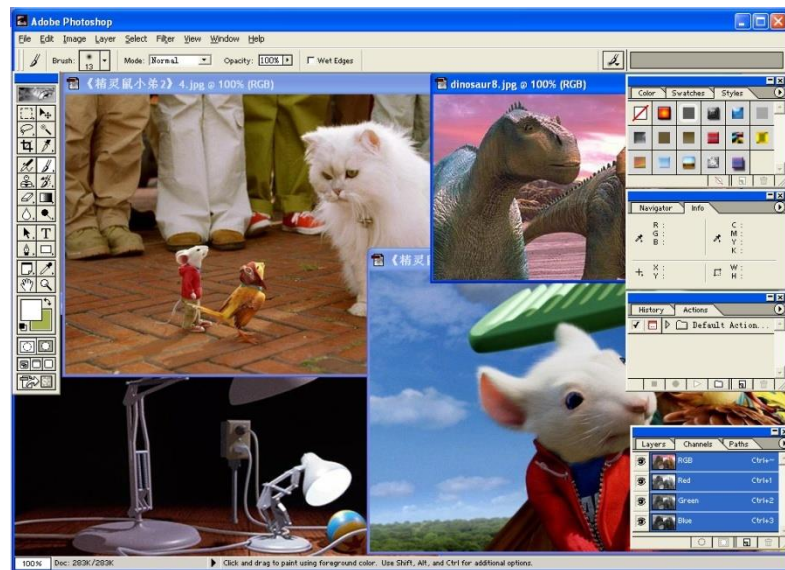 Adobe Photoshop
File Edit Image Layer Select Filter View Window Help
Brush: 13 Mode: Normal Opacity: 100% Wet Edges
《精灵鼠小弟2》4.jpg @ 100% (RGB)
dinosaur8.jpg @ 100% (RGB)
Color Swatches Styles
Navigator Info
R: C:
G: M:
B: Y:
K:
X: W:
Y: H:
《精灵鼠
History Actions
Default Action...
Layers Channels Paths
RGB Ctrl+~
Red Ctrl+1
Green Ctrl+2
Blue Ctrl+3
100% Doc: 283K/283K Click and drag to paint using foreground color. Use Shift, Alt, and Ctrl for additional options.